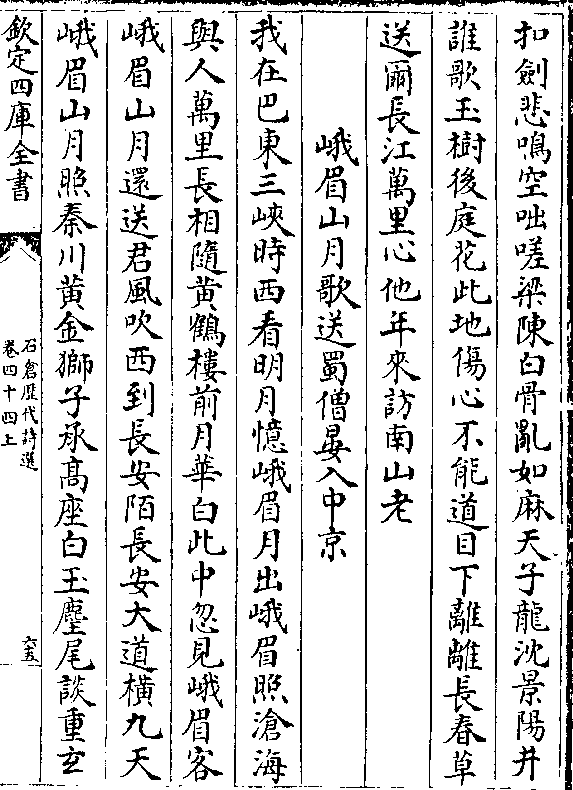 扣劍悲鳴空咄嗟梁陳白骨亂如麻天子龍沈景陽井
誰歌玉樹後庭花此地傷心不能道目下離離長春草
送爾長江萬里心他年來訪南山老
峨眉山月歌送蜀僧晏入中京
我在巴東三峽時西看明月憶峨眉月出峨眉照滄海
與人萬里長相隨黃鶴樓前月華白此中忽見峨眉客
峨眉山月還送君風吹西到長安陌長安大道橫九天
峨眉山月照秦川黃金獅子承髙座白玉麈尾談重玄
欽定四庫全書
石倉歴代詩選
卷四十四上
六五